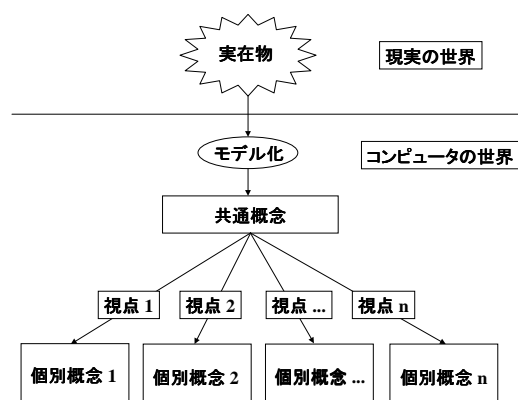 実在物
現実の世界
モデル化
コンピュータの世界
共通概念
視点 1
視点 2
視点 ...
視点 n
個別概念 1
個別概念 2
個別概念 ...
個別概念 n